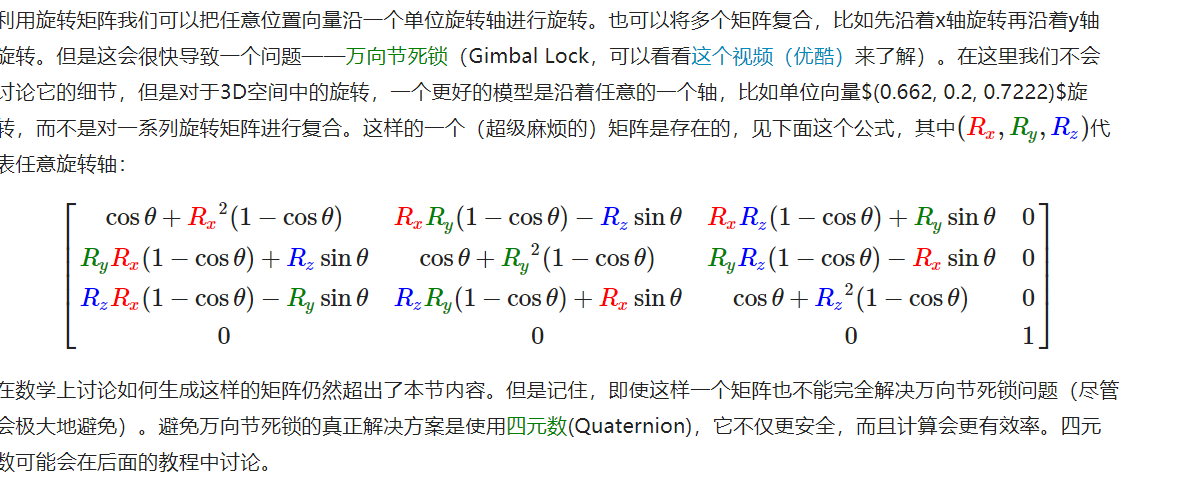 利用旋转矩阵我们可以把任意位置向量沿一个单位旋转轴进行旋转。也可以将多个矩阵复合，比如先沿着x轴旋转再沿着y轴
旋转。但是这会很快导致一个问题——万向节死锁（Gimbal Lock，可以看看这个视频（优酷）来了解）。在这里我们不会
讨论它的细节，但是对于3D空间中的旋转，一个更好的模型是沿着任意的一个轴，比如单位向量$(0.662, 0.2, 0.7222)$旋
转，而不是对一系列旋转矩阵进行复合。这样的一个（超级麻烦的）矩阵是存在的，见下面这个公式，其中(Rx, Ry, Rz)代
表任意旋转轴：
cos θ + Rx²(1 − cos θ) RxRy(1 − cos θ) − Rz sin θ RxRz(1 − cos θ) + Ry sin θ 0
RyRx(1 − cos θ) + Rz sin θ cos θ + Ry²(1 − cos θ) RyRz(1 − cos θ) − Rx sin θ 0
RzRx(1 − cos θ) − Ry sin θ RzRy(1 − cos θ) + Rx sin θ cos θ + Rz²(1 − cos θ) 0
0 0 0 1
在数学上讨论如何生成这样的矩阵仍然超出了本节内容。但是记住，即使这样一个矩阵也不能完全解决万向节死锁问题（尽管
会极大地避免）。避免万向节死锁的真正解决方案是使用四元数(Quaternion)，它不仅更安全，而且计算会更有效率。四元
数可能会在后面的教程中讨论。